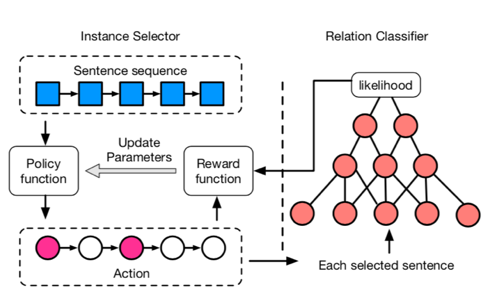 Instance Selector
Relation Classifier
Sentence sequence
likelihood
Policy
function
Update
Parameters
Reward
function
Action
Each selected sentence